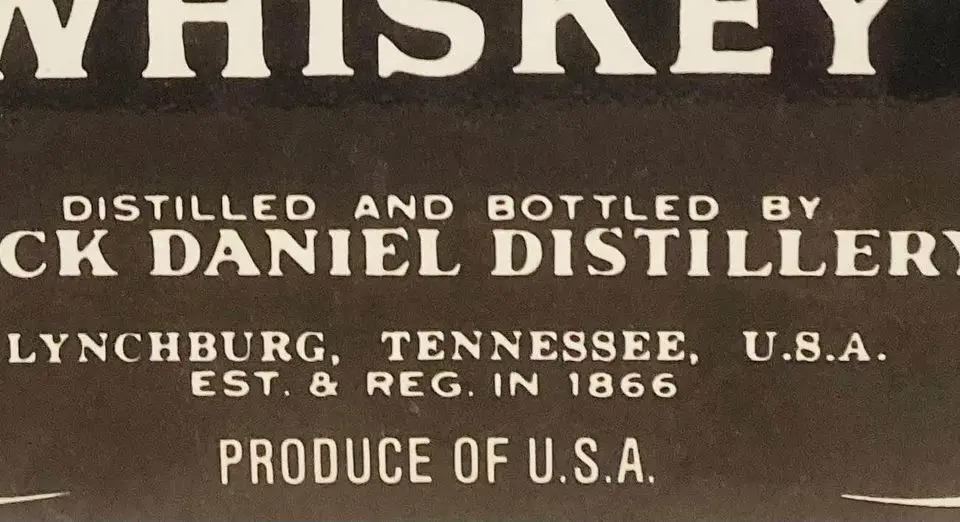 WHISKEY
DISTILLED AND BOTTLED BY
CK DANIEL DISTILLERY
LYNCHBURG, TENNESSEE, U.S.A.
EST. & REG. IN 1866
PRODUCE OF U.S.A.